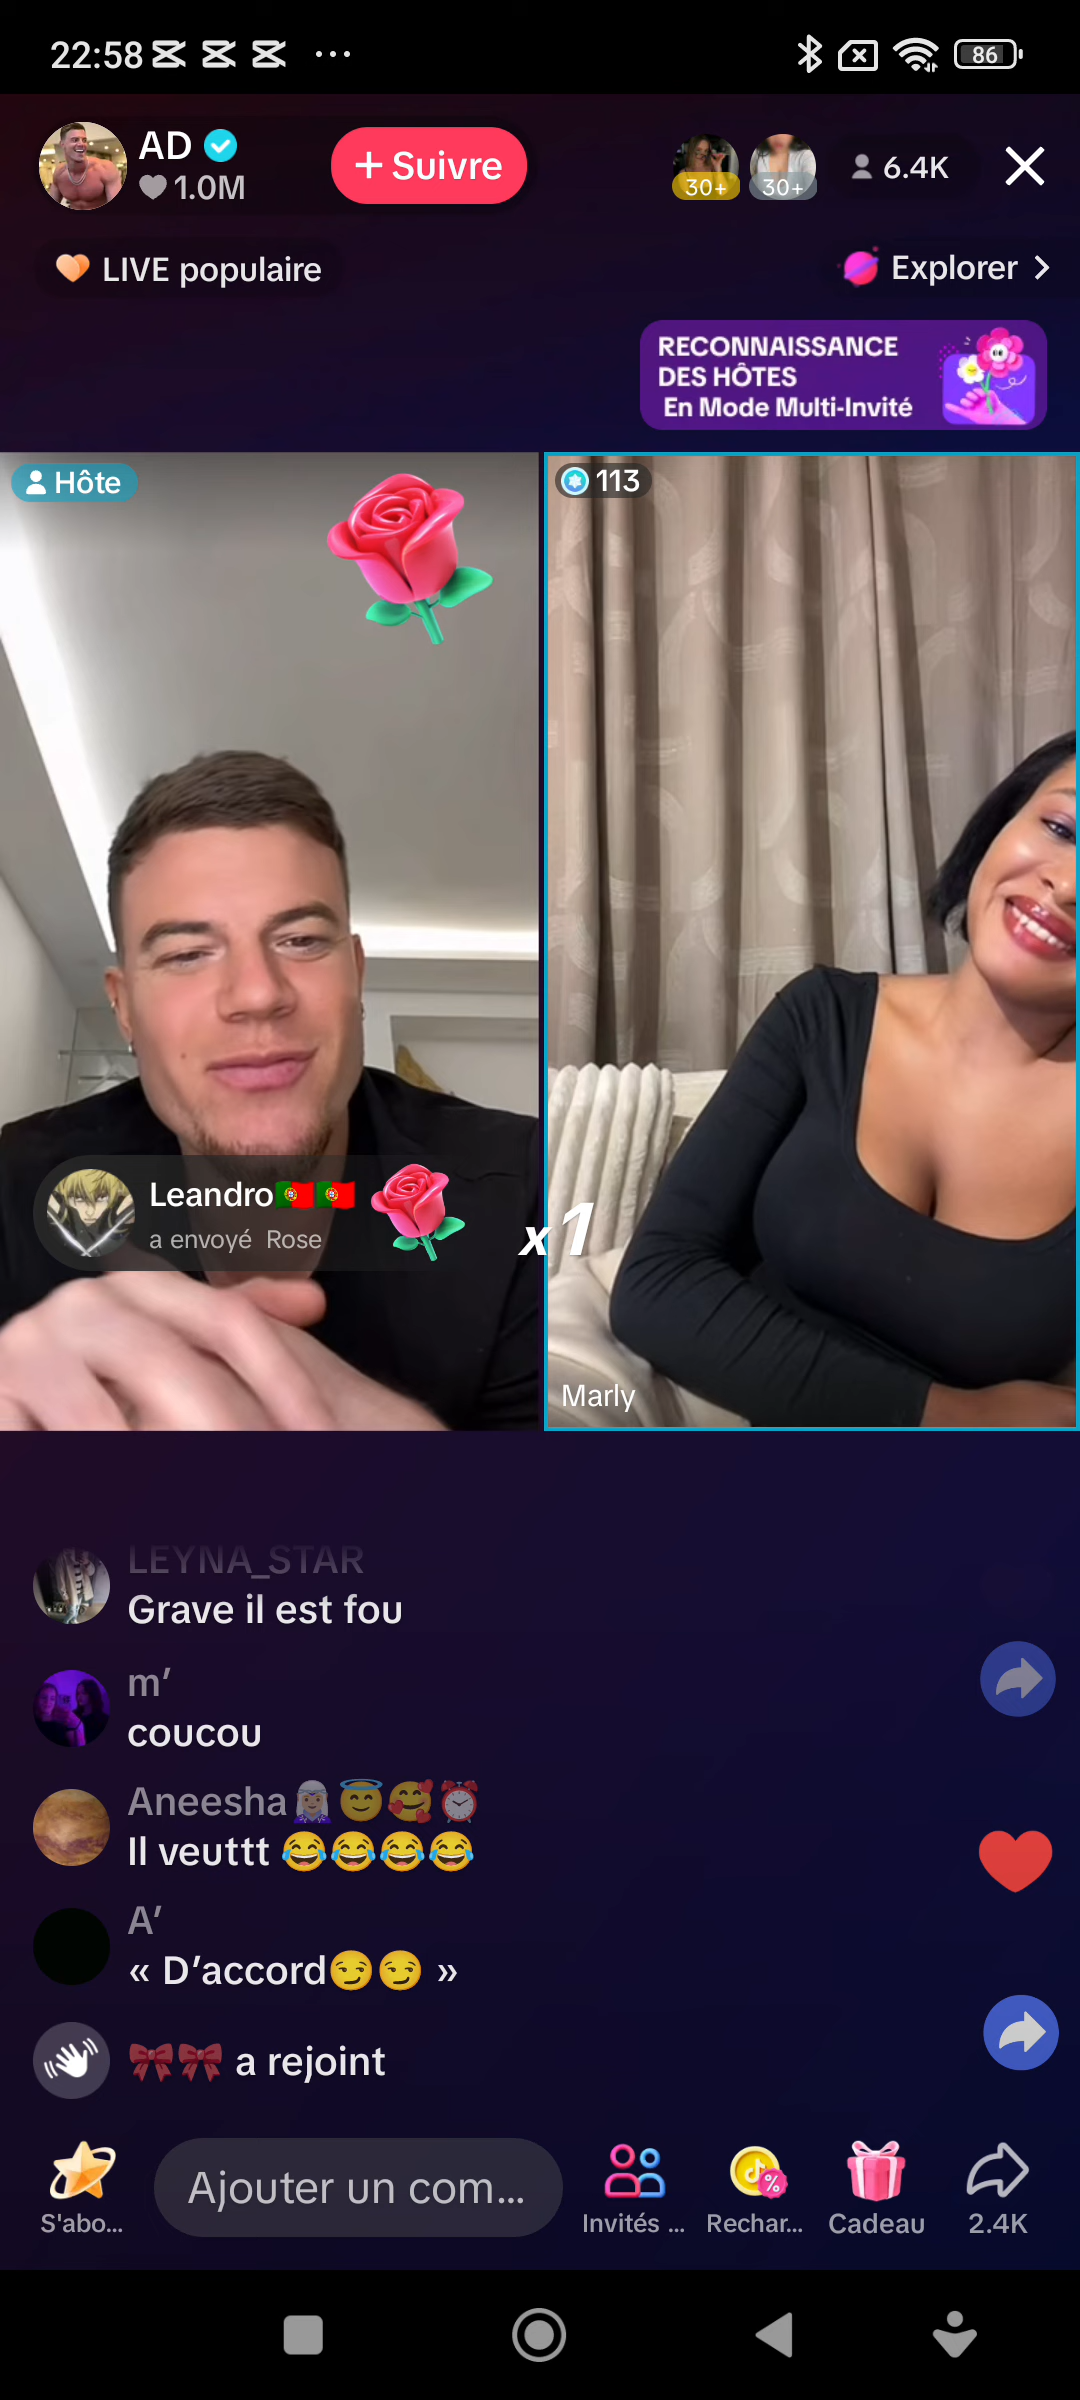 22:58
86
AD
1.0M
+ Suivre
30+
30+
6.4K
LIVE populaire
Explorer
RECONNAISSANCE
DES HÔTES
En Mode Multi-Invité
Hôte
113
Leandro
a envoyé Rose
x1
Marly
LEYNA_STAR
Grave il est fou
m’
coucou
Aneesha
Il veuttt 😂😂😂😂
A’
« D’accord😏😏 »
🎀🎀 a rejoint
S'abo...
Ajouter un com...
Invités ...
Rechar...
Cadeau
2.4K